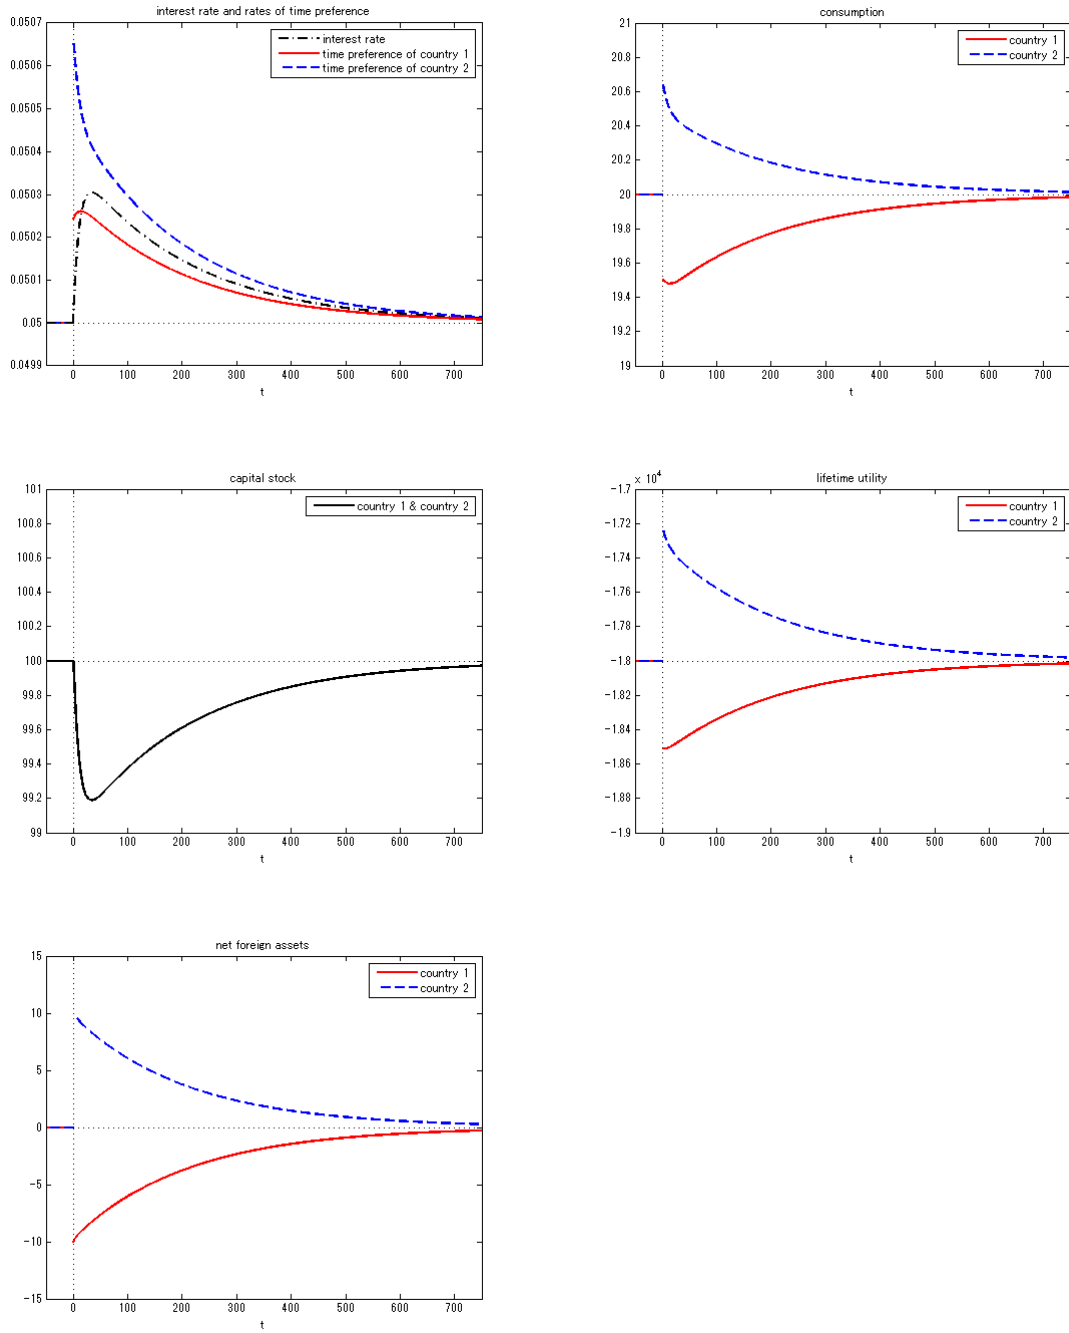 interest rate and rates of time preference
0.0507
0.0506
0.0505
0.0504
0.0503
0.0502
0.0501
0.05
0.0499
interest rate
time preference of country 1
time preference of country 2
0 100 200 300 400 500 600 700
t
consumption
21
20.8
20.6
20.4
20.2
20
19.8
19.6
19.4
19.2
19
country 1
country 2
0 100 200 300 400 500 600 700
t
capital stock
101
100.8
100.6
100.4
100.2
100
99.8
99.6
99.4
99.2
99
country 1 & country 2
0 100 200 300 400 500 600 700
t
lifetime utility
-1.7 x 10^4
-1.72
-1.74
-1.76
-1.78
-1.8
-1.82
-1.84
-1.86
-1.88
-1.9
country 1
country 2
0 100 200 300 400 500 600 700
t
net foreign assets
15
10
5
0
-5
-10
-15
country 1
country 2
0 100 200 300 400 500 600 700
t